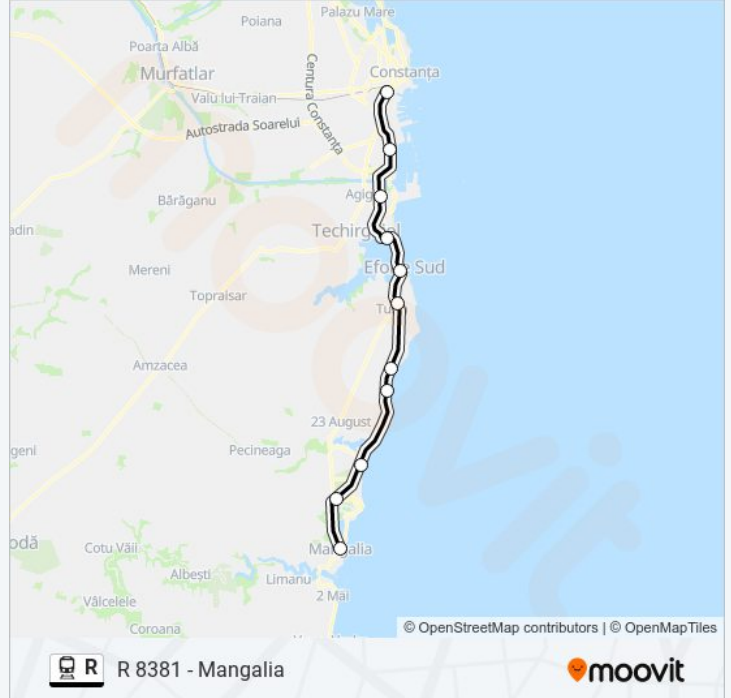 Palazu Mare
Poiana
Poarta Albă
Constanța
Murfatlar
Valu lui Traian
Centura Constanța
Autostrada Soarelui
Agig
Bărăganu
adin
Techirg ol
Mereni
Efo e Sud
Topraisar
Tu
Amzacea
23 August
geni
Pecineaga
odă
Cotu Văii
Ma galia
Albești
Limanu
Vâlcelele
2 Mai
Coroana
© OpenStreetMap contributors | © OpenMapTiles
R R 8381 - Mangalia
moovit
moovit